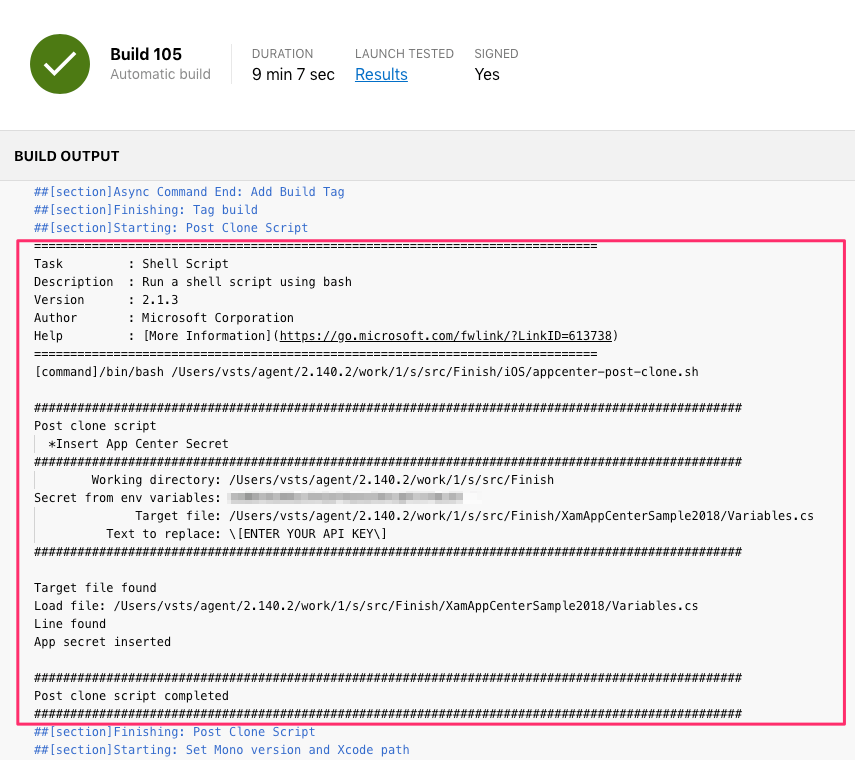 Build 105
Automatic build
DURATION
9 min 7 sec
LAUNCH TESTED
Results
SIGNED
Yes
BUILD OUTPUT
##[section]Async Command End: Add Build Tag
##[section]Finishing: Tag build
##[section]Starting: Post Clone Script
==============================================================================
Task         : Shell Script
Description  : Run a shell script using bash
Version      : 2.1.3
Author       : Microsoft Corporation
Help         : [More Information](https://go.microsoft.com/fwlink/?LinkID=613738)
==============================================================================
[command]/bin/bash /Users/vsts/agent/2.140.2/work/1/s/src/Finish/iOS/appcenter-post-clone.sh
##################################################################################################
Post clone script
  *Insert App Center Secret
##################################################################################################
        Working directory: /Users/vsts/agent/2.140.2/work/1/s/src/Finish
Secret from env variables:
              Target file: /Users/vsts/agent/2.140.2/work/1/s/src/Finish/XamAppCenterSample2018/Variables.cs
          Text to replace: \[ENTER YOUR API KEY\]
##################################################################################################
Target file found
Load file: /Users/vsts/agent/2.140.2/work/1/s/src/Finish/XamAppCenterSample2018/Variables.cs
Line found
App secret inserted
##################################################################################################
Post clone script completed
##################################################################################################
##[section]Finishing: Post Clone Script
##[section]Starting: Set Mono version and Xcode path